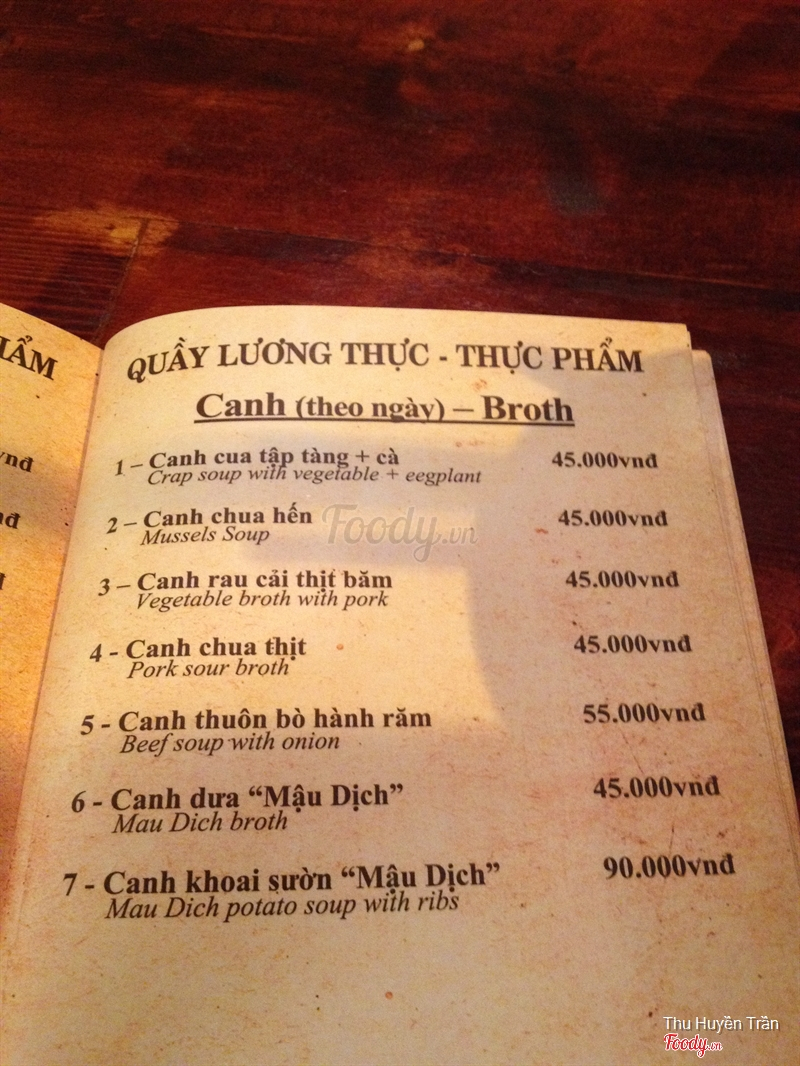 IẨM
vnđ
QUẦY LƯƠNG THỰC - THỰC PHẨM
Canh (theo ngày) – Broth
1 – Canh cua tập tàng + cà 45.000vnđ
Crap soup with vegetable + eegplant
2 – Canh chua hến 45.000vnđ
Mussels Soup
3 – Canh rau cải thịt băm 45.000vnđ
Vegetable broth with pork
4 - Canh chua thịt 45.000vnđ
Pork sour broth
5 - Canh thuôn bò hành răm 55.000vnđ
Beef soup with onion
6 - Canh dưa “Mậu Dịch” 45.000vnđ
Mau Dich broth
7 - Canh khoai sườn “Mậu Dịch” 90.000vnđ
Mau Dich potato soup with ribs
Foody.vn
Thu Huyền Trần
Foody.vn